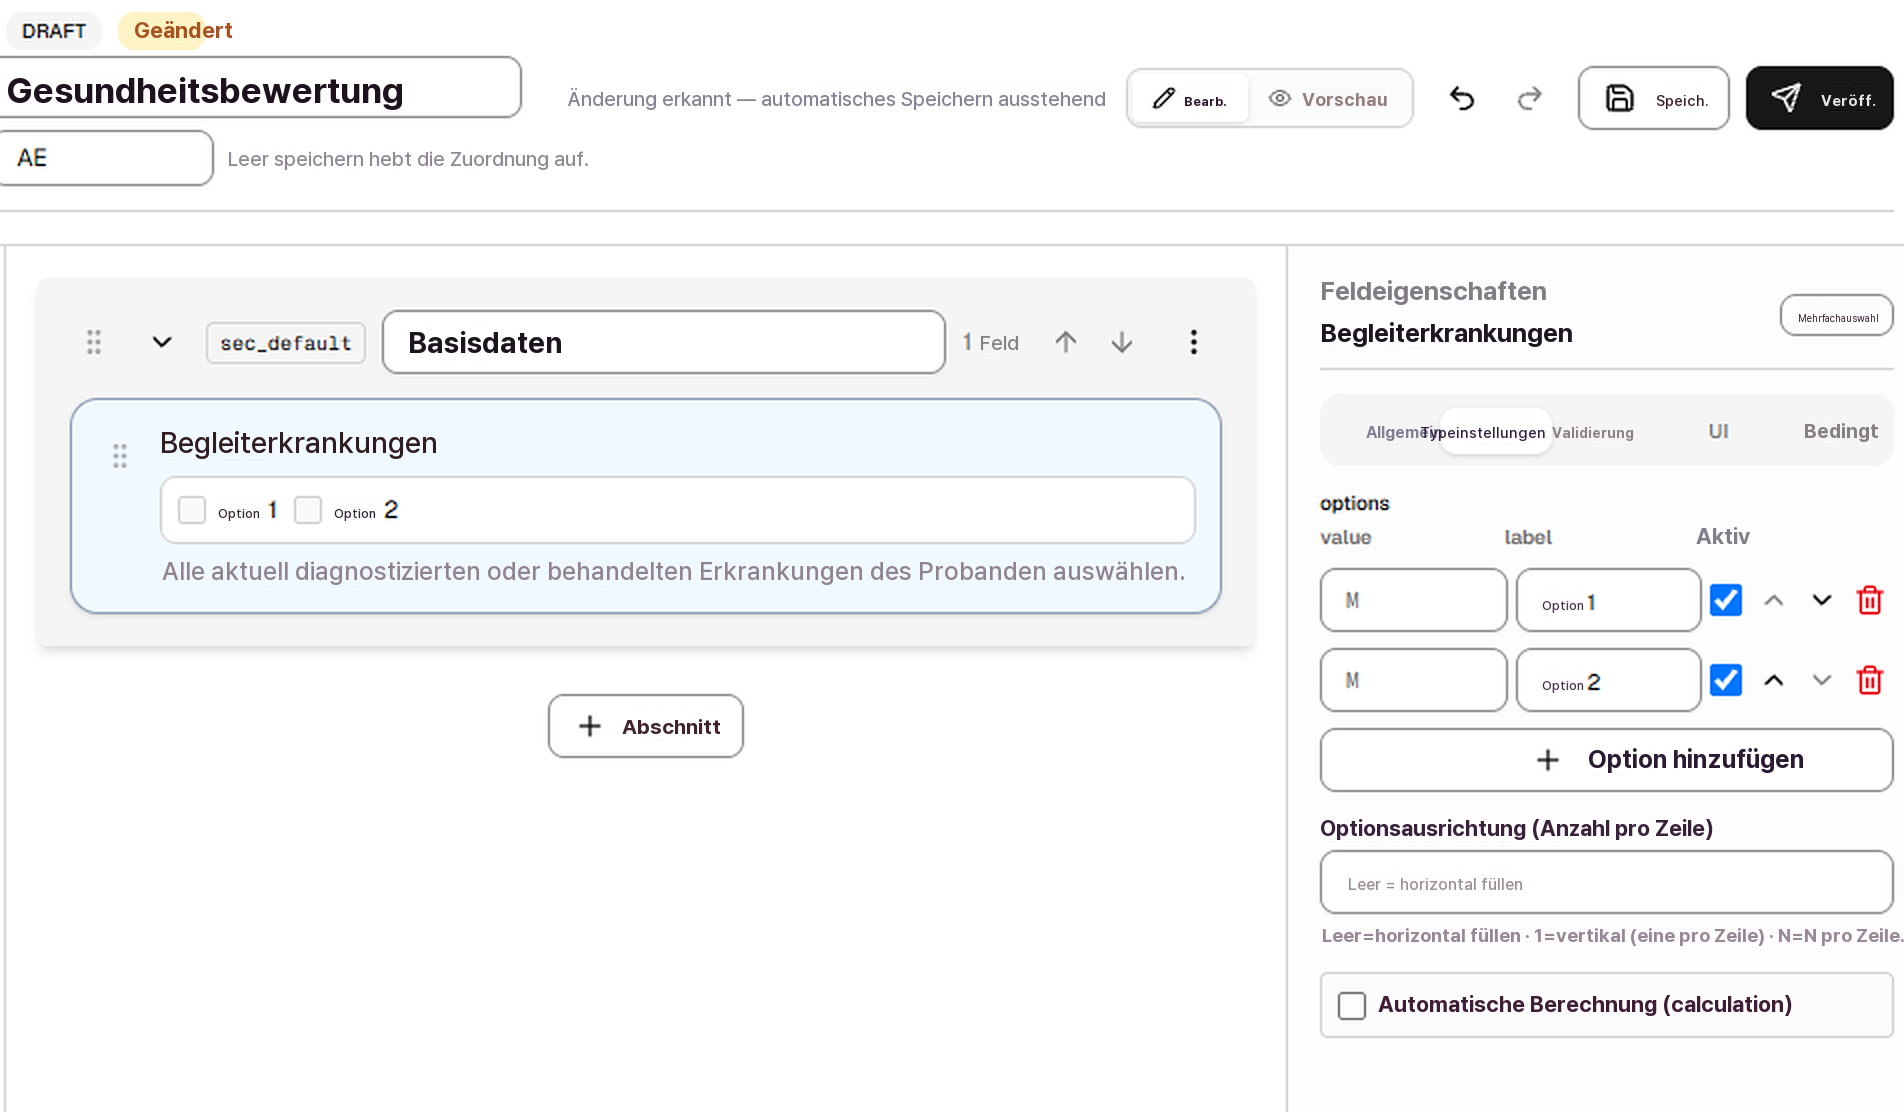 DRAFT Geändert
Gesundheitsbewertung
Änderung erkannt — automatisches Speichern ausstehend
Bearb. Vorschau
Speich.
Veröff.
AE
Leer speichern hebt die Zuordnung auf.
sec_default
Basisdaten
1 Feld
Begleiterkrankungen
Option 1 Option 2
Alle aktuell diagnostizierten oder behandelten Erkrankungen des Probanden auswählen.
Abschnitt
Feldeigenschaften
Begleiterkrankungen
Mehrfachauswahl
Allgemein Typeinstellungen Validierung UI Bedingt
options
value label Aktiv
M Option 1
M Option 2
Option hinzufügen
Optionsausrichtung (Anzahl pro Zeile)
Leer = horizontal füllen
Leer=horizontal füllen · 1=vertikal (eine pro Zeile) · N=N pro Zeile.
Automatische Berechnung (calculation)